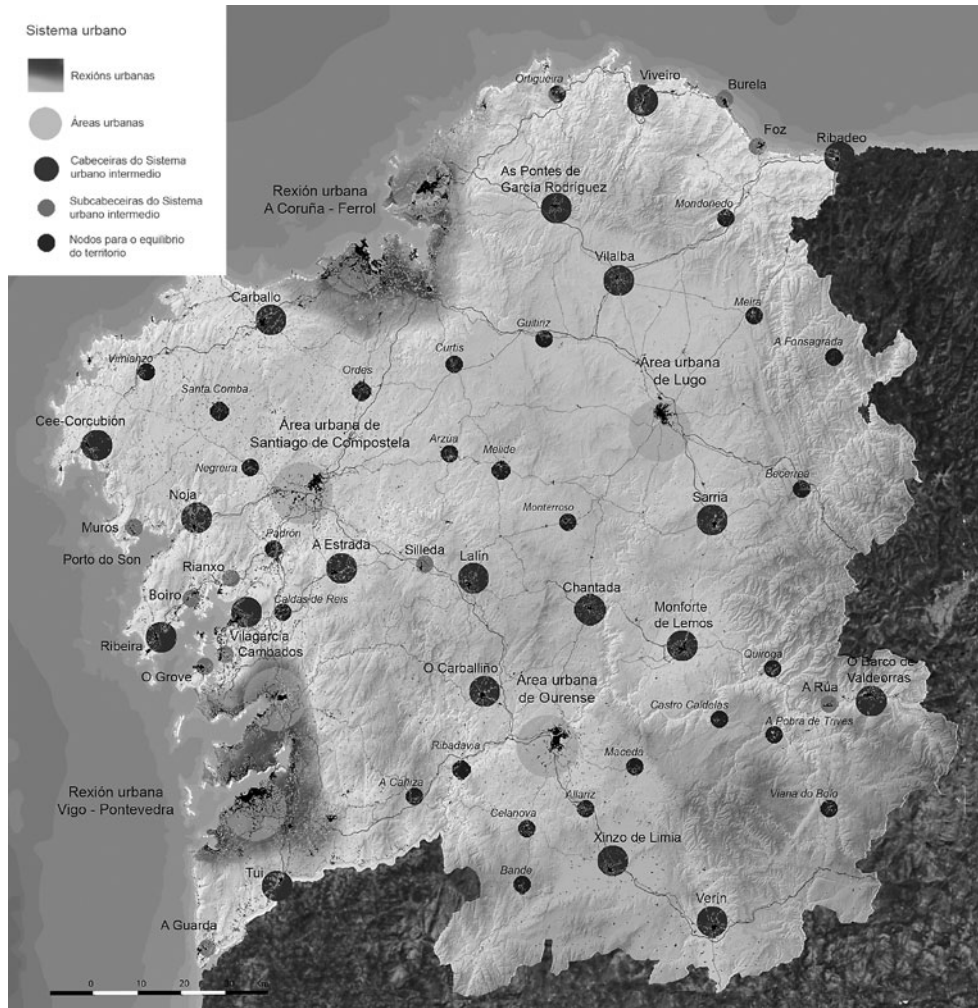 Sistema urbano
Rexións urbanas
Áreas urbanas
Cabeceiras do Sistema
urbano intermedio
Subcabeceiras do Sistema
urbano intermedio
Nodos para o equilibrio
do territorio
Ortigueira
Viveiro
Burela
Foz
Ribadeo
As Pontes de
García Rodríguez
Mondoñedo
Rexión urbana
A Coruña - Ferrol
Vilalba
Carballo
Meira
Guitiriz
A Fonsagrada
Vimianzo
Curtis
Ordes
Área urbana
de Lugo
Santa Comba
Cee-Corcubión
Área urbana de
Santiago de Compostela
Arzúa
Melide
Negreira
Becerrea
Noja
Sarria
Muros
Monterroso
Padrón
Porto do Son
A Estrada
Silleda
Lalín
Rianxo
Chantada
Boiro
Caldas de Reis
Monforte
de Lemos
Ribeira
Vilagarcía
Cambados
Quiroga
O Grove
O Carballiño
Área urbana
de Ourense
O Barco de
Valdeorras
A Rúa
Castro Caldelas
A Pobra de Trives
Ribadavia
Maceda
Rexión urbana
Vigo - Pontevedra
A Cañiza
Allariz
Viana do Bolo
Celanova
Xinzo de Limia
Bande
Tui
Verín
A Guarda
0 10 20 30 Km